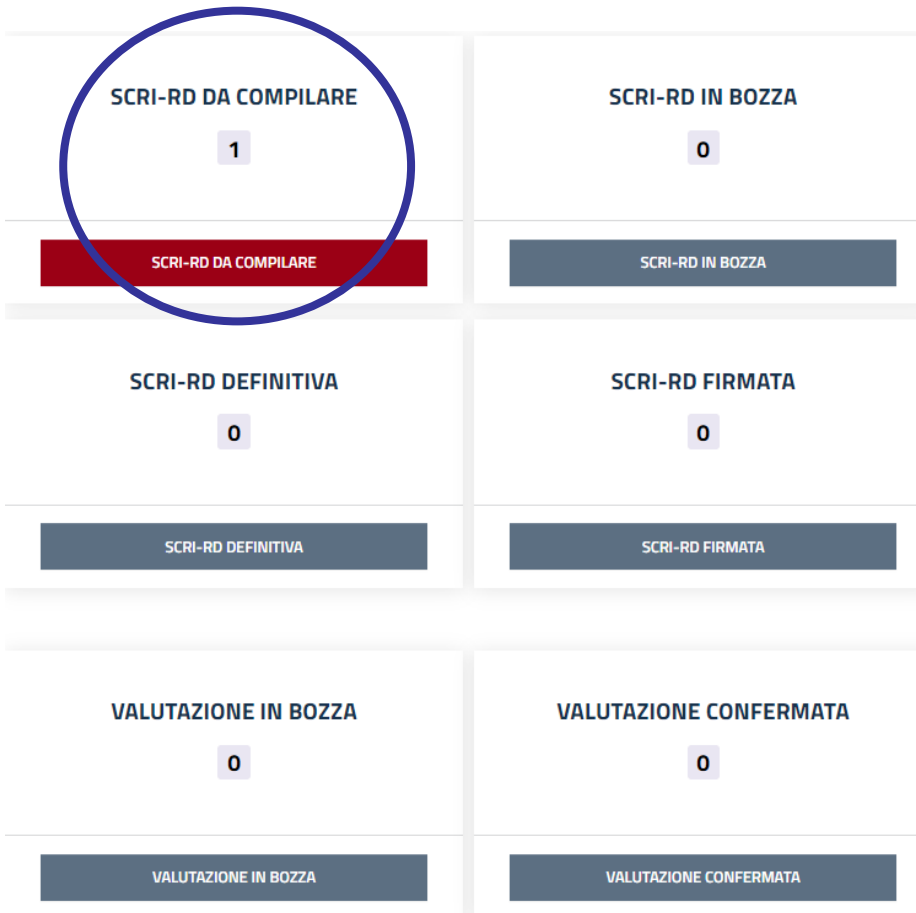 SCRI-RD DA COMPILARE
1
SCRI-RD DA COMPILARE
SCRI-RD IN BOZZA
0
SCRI-RD IN BOZZA
SCRI-RD DEFINITIVA
0
SCRI-RD DEFINITIVA
SCRI-RD FIRMATA
0
SCRI-RD FIRMATA
VALUTAZIONE IN BOZZA
0
VALUTAZIONE IN BOZZA
VALUTAZIONE CONFERMATA
0
VALUTAZIONE CONFERMATA